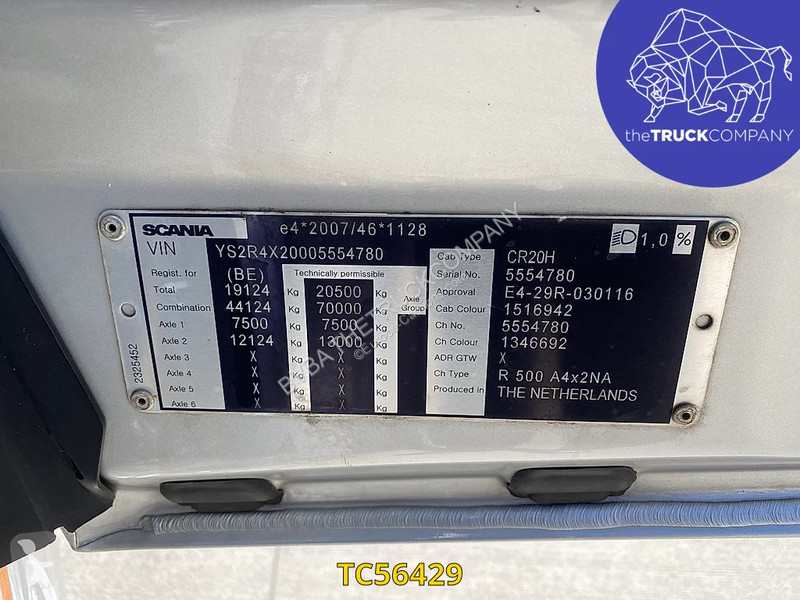 theTRUCKCOMPANY
SCANIA e4*2007/46*1128 1,0 %
VIN YS2R4X20005554780
Regist. for (BE) Technically permissible
Total 19124 Kg 20500 Kg
Combination 44124 Kg 70000 Kg Axle Group
Axle 1 7500 Kg 7500 Kg
Axle 2 12124 Kg 13000 Kg
Axle 3 X Kg X Kg
Axle 4 X Kg X Kg
Axle 5 X Kg X Kg
Axle 6 X Kg X Kg
2325452
Cab Type CR20H
Serial No. 5554780
Approval E4-29R-030116
Cab Colour 1516942
Ch No. 5554780
Ch Colour 1346692
ADR GTW X
Ch Type R 500 A4x2NA
Produced in THE NETHERLANDS
TC56429